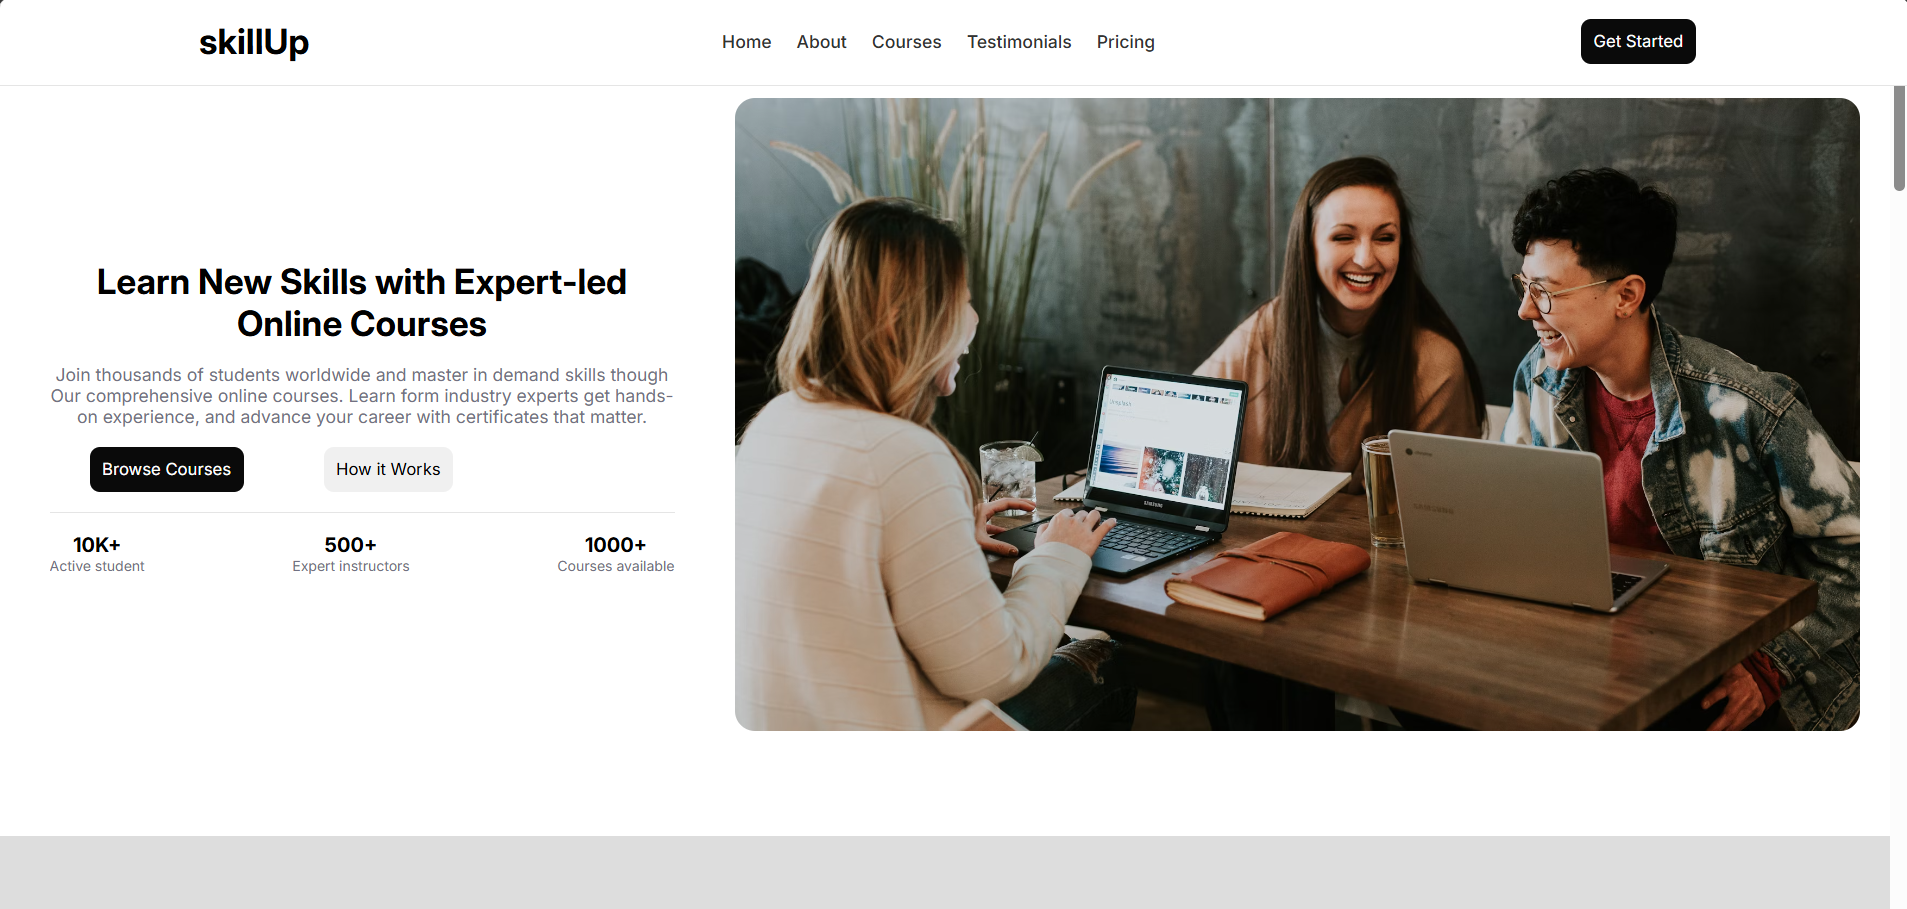 skillUp
Home About Courses Testimonials Pricing
Get Started
Learn New Skills with Expert-led
Online Courses
Join thousands of students worldwide and master in demand skills though
Our comprehensive online courses. Learn form industry experts get hands-
on experience, and advance your career with certificates that matter.
Browse Courses
How it Works
10K+
Active student
500+
Expert instructors
1000+
Courses available
SAMSUNG
SAMSUNG